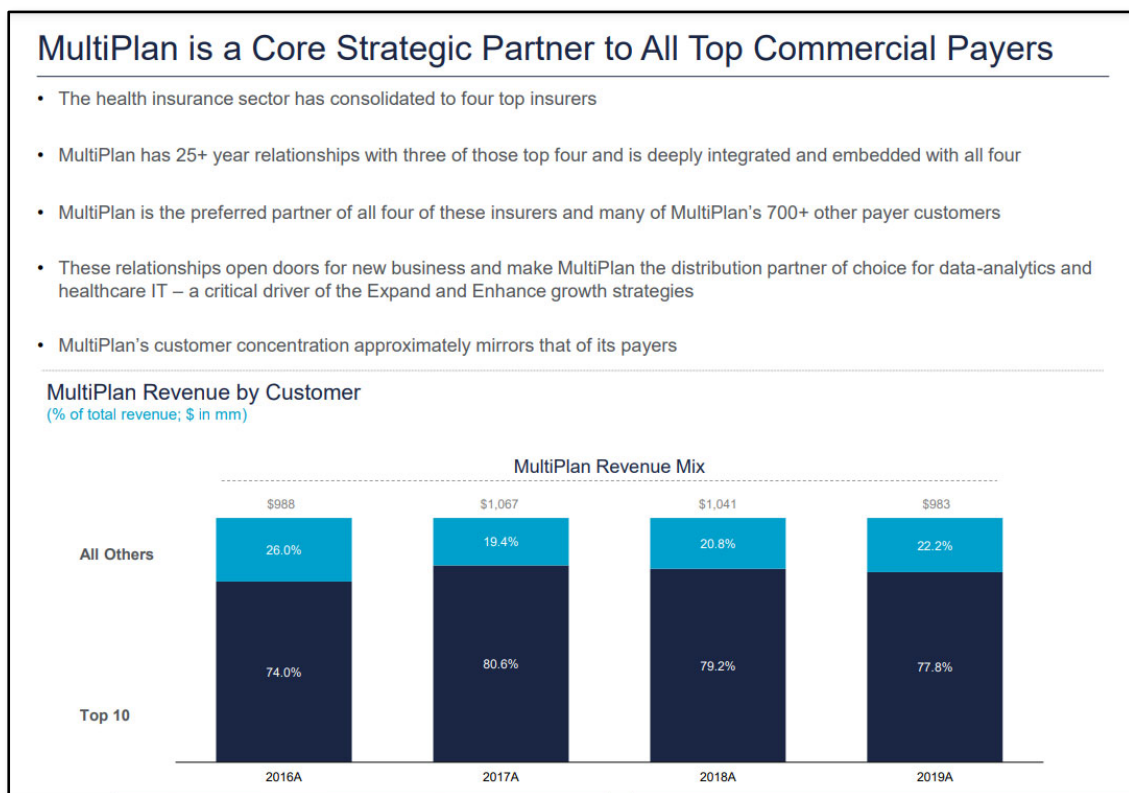 MultiPlan is a Core Strategic Partner to All Top Commercial Payers
• The health insurance sector has consolidated to four top insurers
• MultiPlan has 25+ year relationships with three of those top four and is deeply integrated and embedded with all four
• MultiPlan is the preferred partner of all four of these insurers and many of MultiPlan's 700+ other payer customers
• These relationships open doors for new business and make MultiPlan the distribution partner of choice for data-analytics and
healthcare IT – a critical driver of the Expand and Enhance growth strategies
• MultiPlan's customer concentration approximately mirrors that of its payers
MultiPlan Revenue by Customer
(% of total revenue; $ in mm)
MultiPlan Revenue Mix
$988 $1,067 $1,041 $983
All Others 26.0% 19.4% 20.8% 22.2%
74.0% 80.6% 79.2% 77.8%
Top 10
2016A 2017A 2018A 2019A